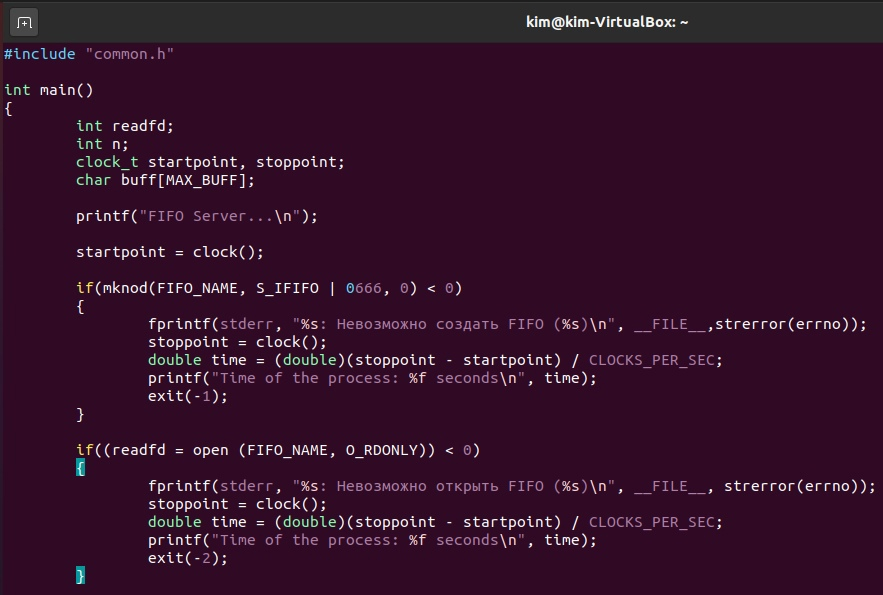 kim@kim-VirtualBox: ~
#include "common.h"
int main()
{
        int readfd;
        int n;
        clock_t startpoint, stoppoint;
        char buff[MAX_BUFF];
        printf("FIFO Server...\n");
        startpoint = clock();
        if(mknod(FIFO_NAME, S_IFIFO | 0666, 0) < 0)
        {
                fprintf(stderr, "%s: Невозможно создать FIFO (%s)\n", __FILE__,strerror(errno));
                stoppoint = clock();
                double time = (double)(stoppoint - startpoint) / CLOCKS_PER_SEC;
                printf("Time of the process: %f seconds\n", time);
                exit(-1);
        }
        if((readfd = open (FIFO_NAME, O_RDONLY)) < 0)
        {
                fprintf(stderr, "%s: Невозможно открыть FIFO (%s)\n", __FILE__, strerror(errno));
                stoppoint = clock();
                double time = (double)(stoppoint - startpoint) / CLOCKS_PER_SEC;
                printf("Time of the process: %f seconds\n", time);
                exit(-2);
        }